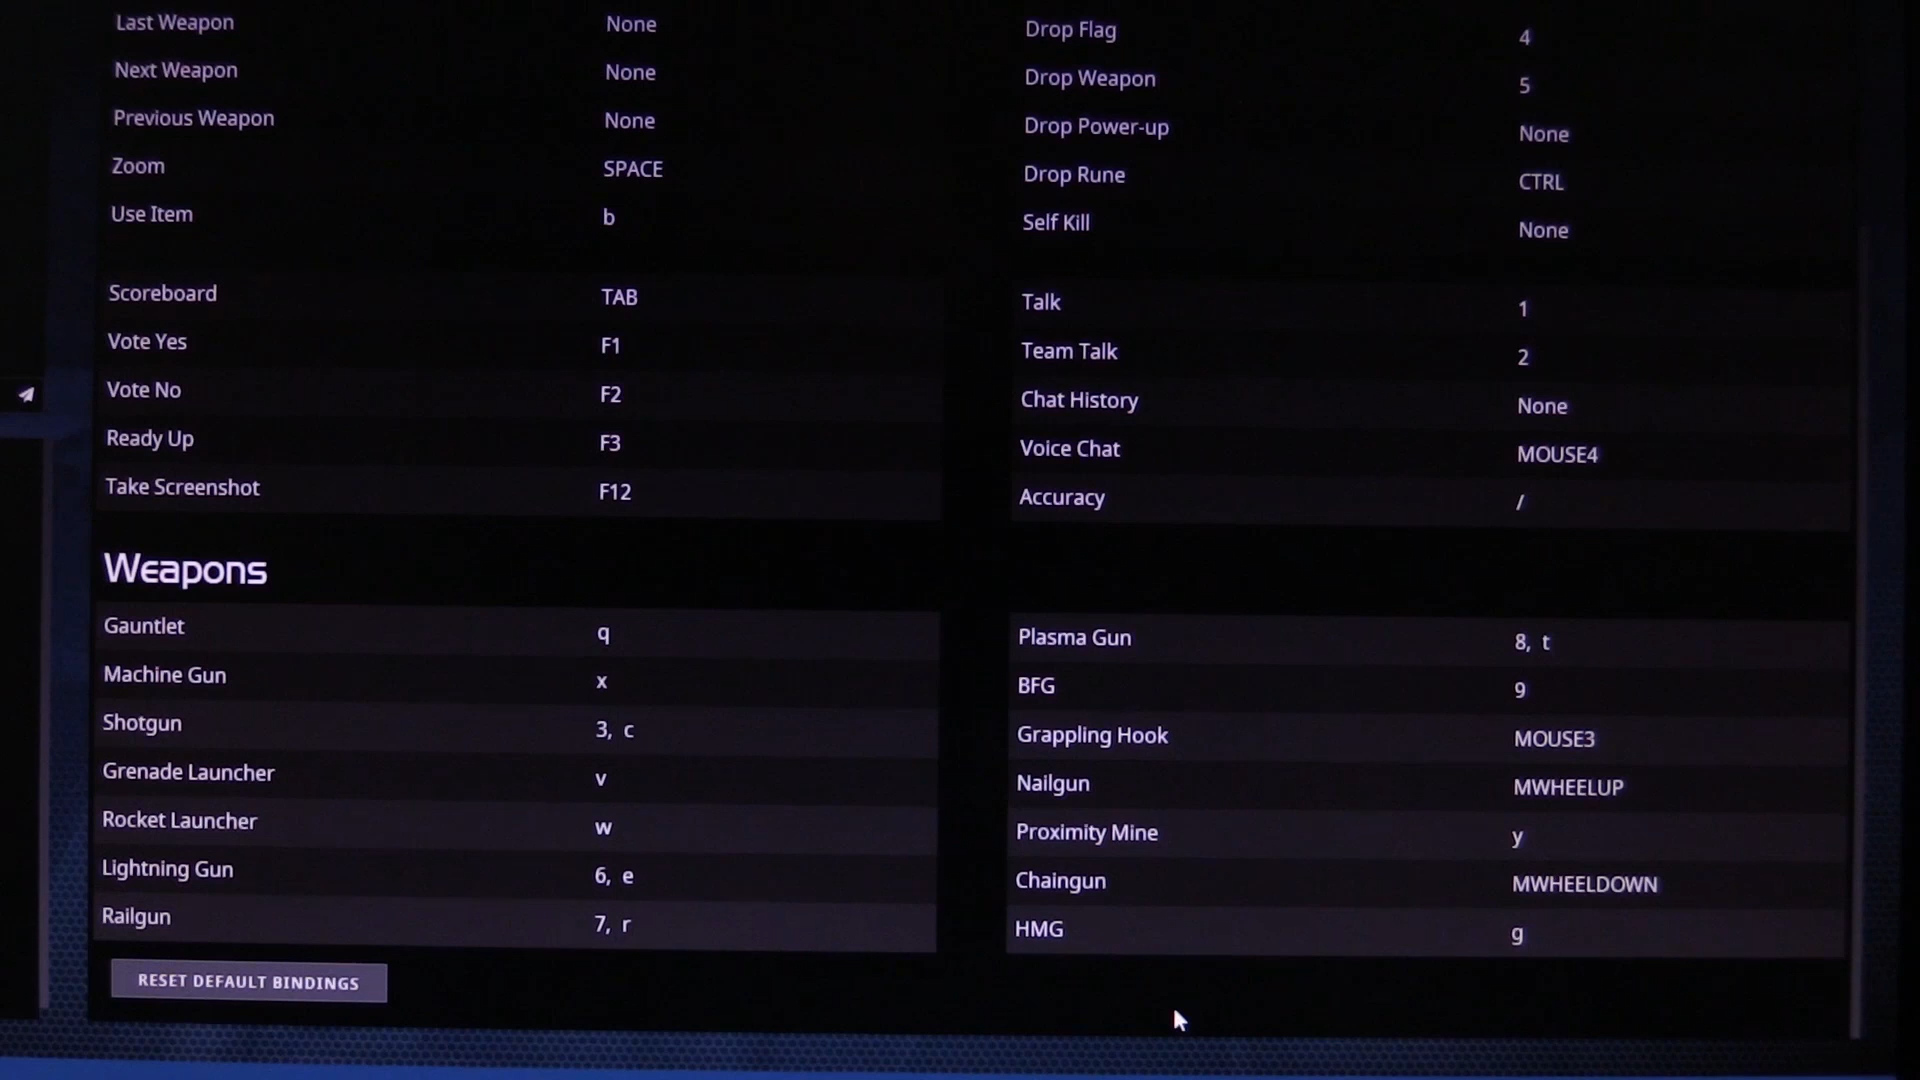 Last Weapon None
Next Weapon None
Previous Weapon None
Zoom SPACE
Use Item b
Drop Flag 4
Drop Weapon 5
Drop Power-up None
Drop Rune CTRL
Self Kill None
Scoreboard TAB
Vote Yes F1
Vote No F2
Ready Up F3
Take Screenshot F12
Talk 1
Team Talk 2
Chat History None
Voice Chat MOUSE4
Accuracy /
Weapons
Gauntlet q
Machine Gun x
Shotgun 3, c
Grenade Launcher v
Rocket Launcher w
Lightning Gun 6, e
Railgun 7, r
Plasma Gun 8, t
BFG 9
Grappling Hook MOUSE3
Nailgun MWHEELUP
Proximity Mine y
Chaingun MWHEELDOWN
HMG g
RESET DEFAULT BINDINGS